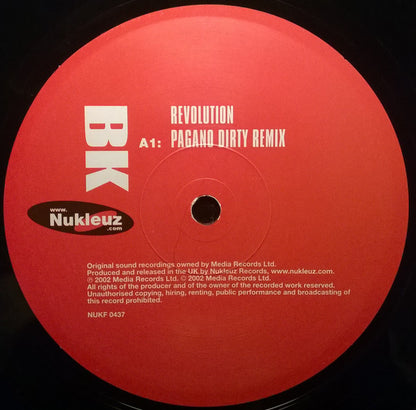 BK
REVOLUTION
A1: PAGANO DIRTY REMIX
www.
Nukleuz
.com
Original sound recordings owned by Media Records Ltd.
Produced and released in the UK by Nukleuz Records, www.nukleuz.com.
℗ 2002 Media Records Ltd. © 2002 Media Records Ltd.
All rights of the producer and of the owner of the recorded work reserved.
Unauthorised copying, hiring, renting, public performance and broadcasting of
this record prohibited.
NUKF 0437